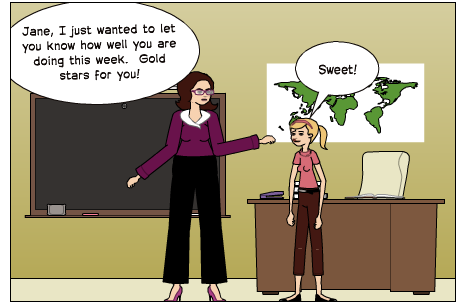 Jane, I just wanted to let
you know how well you are
doing this week. Gold
stars for you!
Sweet!